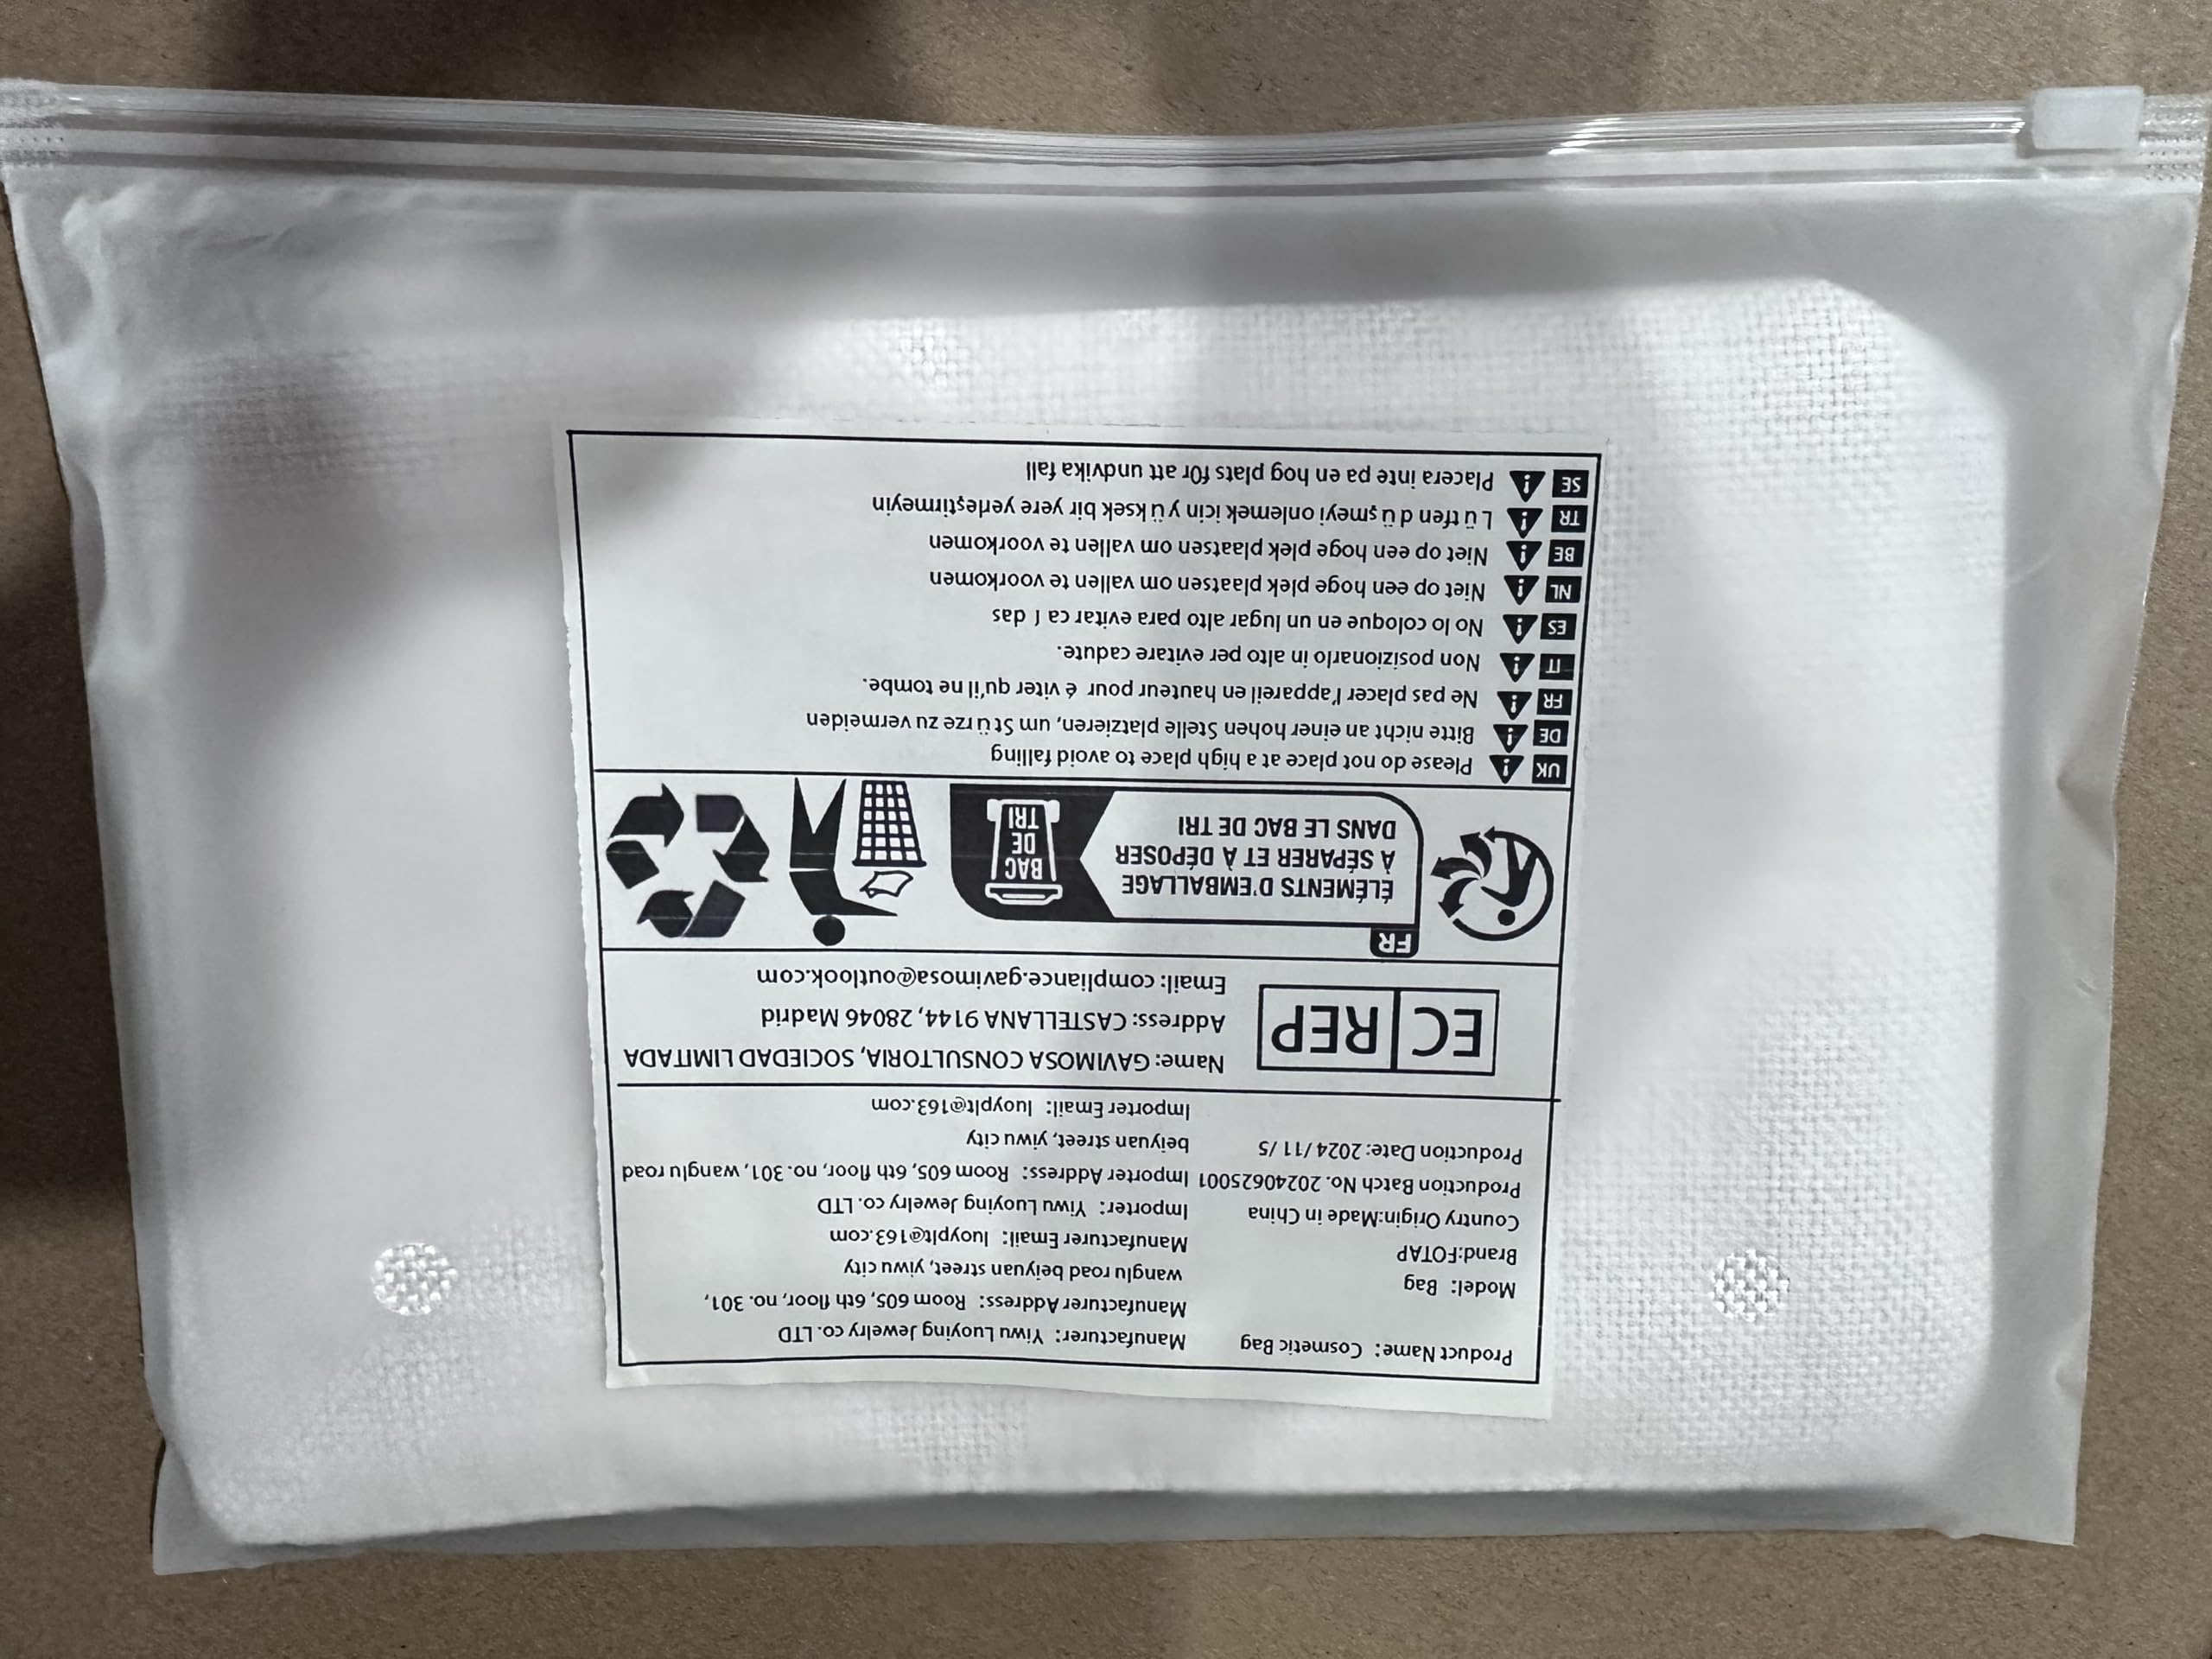 Product Name: Cosmetic Bag
Model: Bag
Brand:FOTAP
Country Origin:Made in China
Production Batch No. 20240625001
Production Date: 2024/11/5
Manufacturer: Yiwu Luoying Jewelry co. LTD
Manufacturer Address: Room 605, 6th floor, no. 301,
wanglu road beiyuan street, yiwu city
Manufacturer Email: luoyplt@163.com
Importer: Yiwu Luoying Jewelry co. LTD
Importer Address: Room 605, 6th floor, no. 301, wanglu road
beiyuan street, yiwu city
Importer Email: luoyplt@163.com
EC REP
Name: GAVIMOSA CONSULTORIA, SOCIEDAD LIMITADA
Address: CASTELLANA 9144, 28046 Madrid
Email: compliance.gavimosa@outlook.com
FR
ÉLÉMENTS D'EMBALLAGE
À SÉPARER ET À DÉPOSER
DANS LE BAC DE TRI
BAC
DE
TRI
UK Please do not place at a high place to avoid falling
DE Bitte nicht an einer hohen Stelle platzieren, um Stürze zu vermeiden
FR Ne pas placer l'appareil en hauteur pour é viter qu'il ne tombe.
IT Non posizionarlo in alto per evitare cadute.
ES No lo coloque en un lugar alto para evitar ca í das
NL Niet op een hoge plek plaatsen om vallen te voorkomen
BE Niet op een hoge plek plaatsen om vallen te voorkomen
TR Lütfen düşmeyi onlemek icin yüksek bir yere yerleştirmeyin
SE Placera inte pa en hog plats f0r att undvika fall